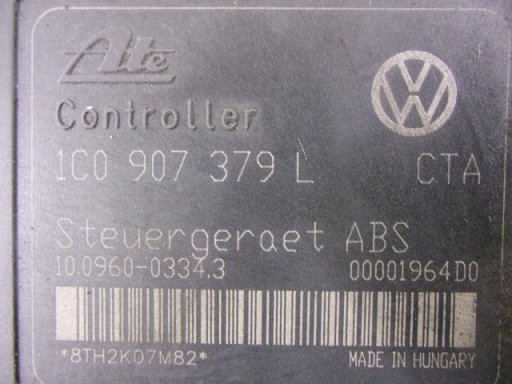 Ate
Controller
1C0 907 379 L CTA
Steuergeraet ABS
10.0960-0334.3 00001964D0
*8TH2K07M82* MADE IN HUNGARY